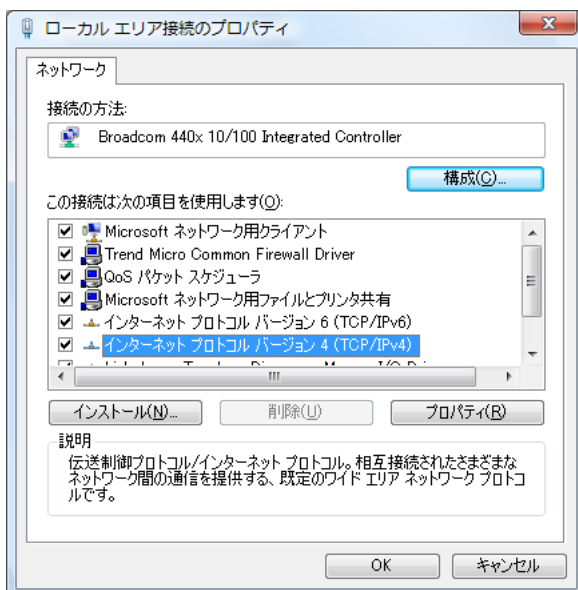 ローカル エリア接続のプロパティ
ネットワーク
接続の方法:
Broadcom 440x 10/100 Integrated Controller
構成(C)...
この接続は次の項目を使用します(O):
Microsoft ネットワーク用クライアント
Trend Micro Common Firewall Driver
QoS パケット スケジューラ
Microsoft ネットワーク用ファイルとプリンタ共有
インターネット プロトコル バージョン 6 (TCP/IPv6)
インターネット プロトコル バージョン 4 (TCP/IPv4)
インストール(N)...
削除(U)
プロパティ(R)
説明
伝送制御プロトコル/インターネット プロトコル。相互接続されたさまざまな
ネットワーク間の通信を提供する、既定のワイド エリア ネットワーク プロトコ
ルです。
OK
キャンセル